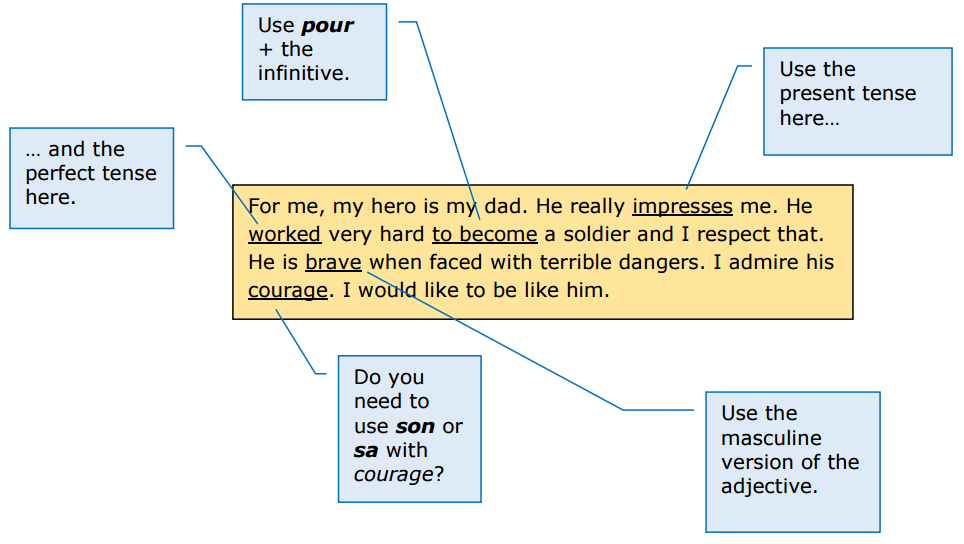 Use pour
+ the
infinitive.
Use the
present tense
here…
… and the
perfect tense
here.
For me, my hero is my dad. He really impresses me. He
worked very hard to become a soldier and I respect that.
He is brave when faced with terrible dangers. I admire his
courage. I would like to be like him.
Do you
need to
use son or
sa with
courage?
Use the
masculine
version of the
adjective.